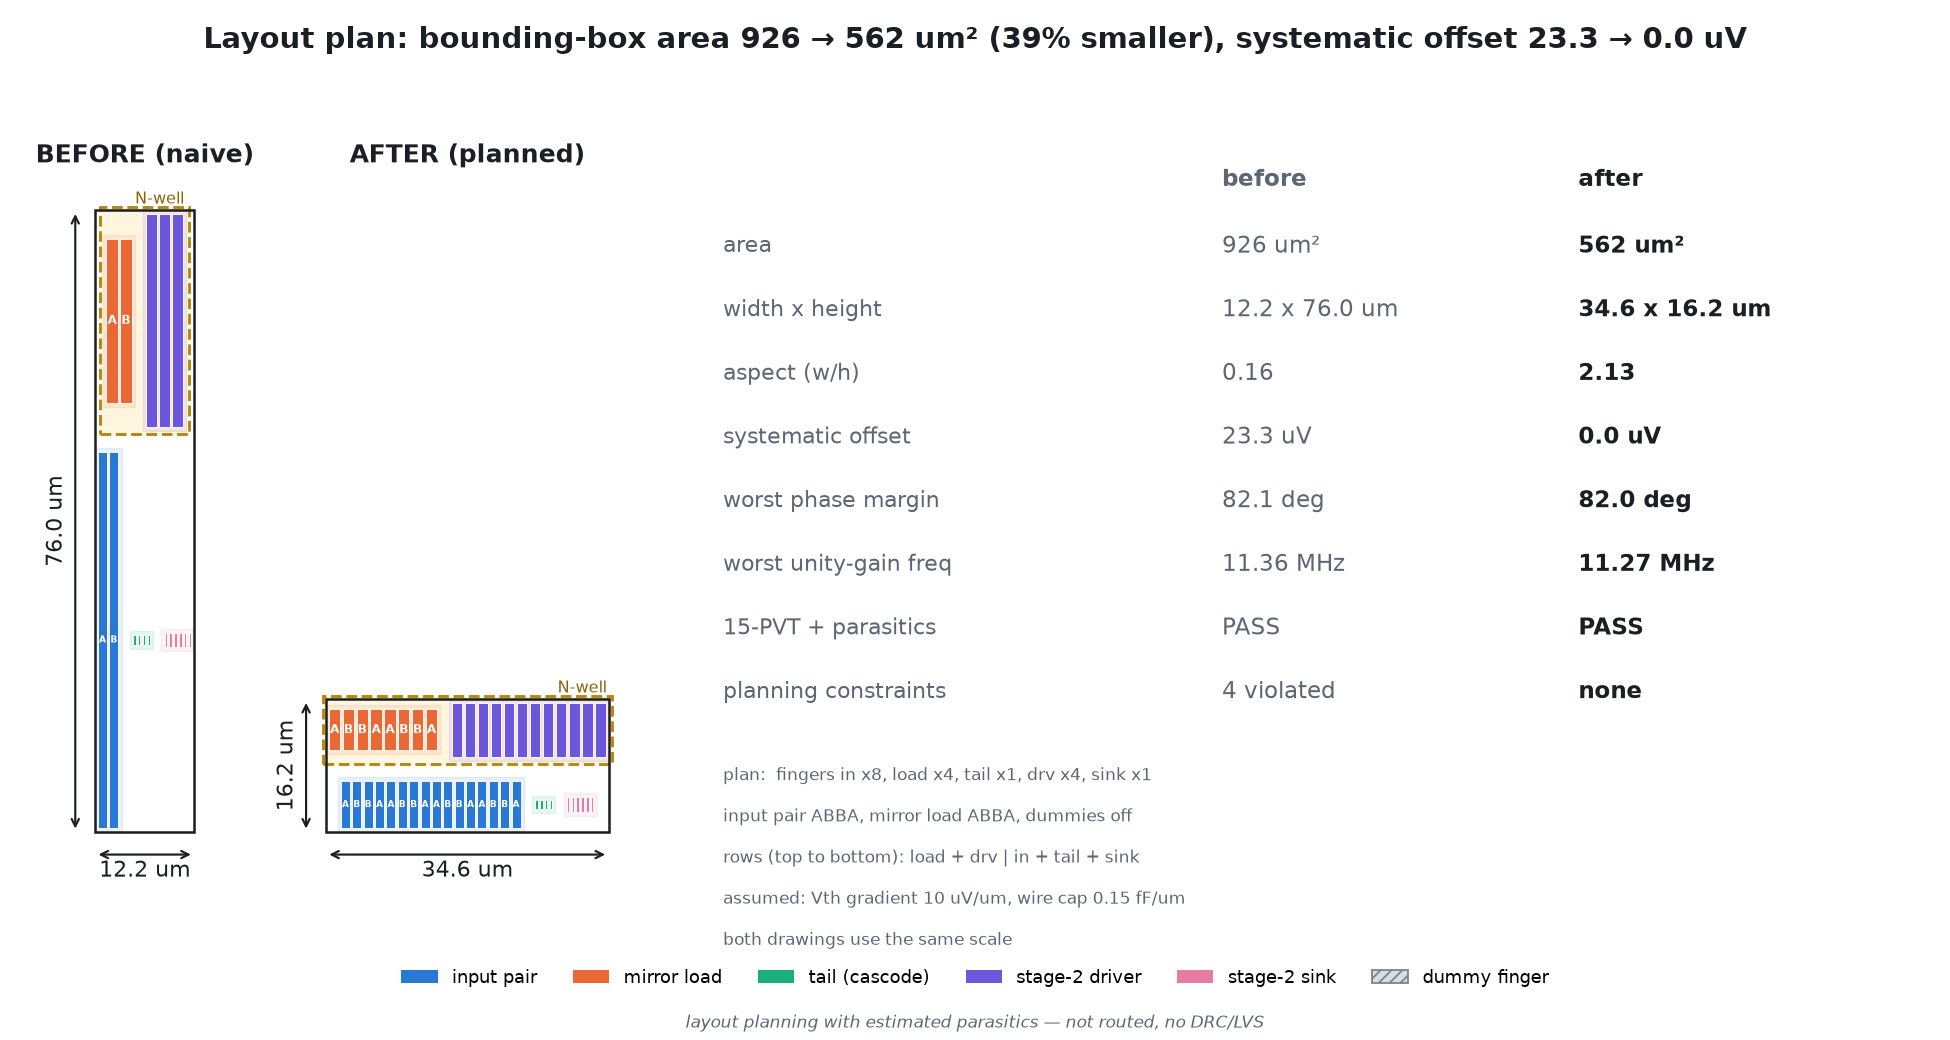 Layout plan: bounding-box area 926 → 562 um² (39% smaller), systematic offset 23.3 → 0.0 uV
BEFORE (naive)
AFTER (planned)
N-well
A B
A B
76.0 um
12.2 um
N-well
A B B A A B B A
A B B A A B B A A B B A A B B A
16.2 um
34.6 um
before after
area 926 um² 562 um²
width x height 12.2 x 76.0 um 34.6 x 16.2 um
aspect (w/h) 0.16 2.13
systematic offset 23.3 uV 0.0 uV
worst phase margin 82.1 deg 82.0 deg
worst unity-gain freq 11.36 MHz 11.27 MHz
15-PVT + parasitics PASS PASS
planning constraints 4 violated none
plan: fingers in x8, load x4, tail x1, drv x4, sink x1
input pair ABBA, mirror load ABBA, dummies off
rows (top to bottom): load + drv | in + tail + sink
assumed: Vth gradient 10 uV/um, wire cap 0.15 fF/um
both drawings use the same scale
input pair mirror load tail (cascode) stage-2 driver stage-2 sink dummy finger
layout planning with estimated parasitics — not routed, no DRC/LVS